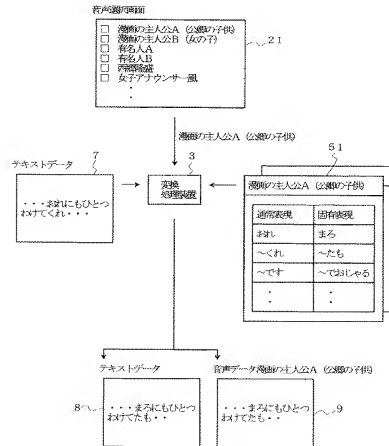 音声選択画面
21
□ 漫画の主人公A (公卿の子供)
□ 漫画の主人公B (女の子)
□ 有名人A
□ 有名人B
□ 西郷隆盛
□ 女子アナウンサー風
・
・
漫画の主人公A (公卿の子供)
51
テキストデータ
7
3
漫画の主人公A (公卿の子供)
・・・おれにもひとつ
わけてくれ・・・
変換
処理装置
通常表現 固有表現
おれ まろ
～くれ ～たも
～です ～でおじゃる
・ ・
・ ・
テキストデータ
音声データ漫画の主人公A (公卿の子供)
8
・・・まろにもひとつ
わけてたも・・
・・・まろにもひとつ
わけてたも・・
9